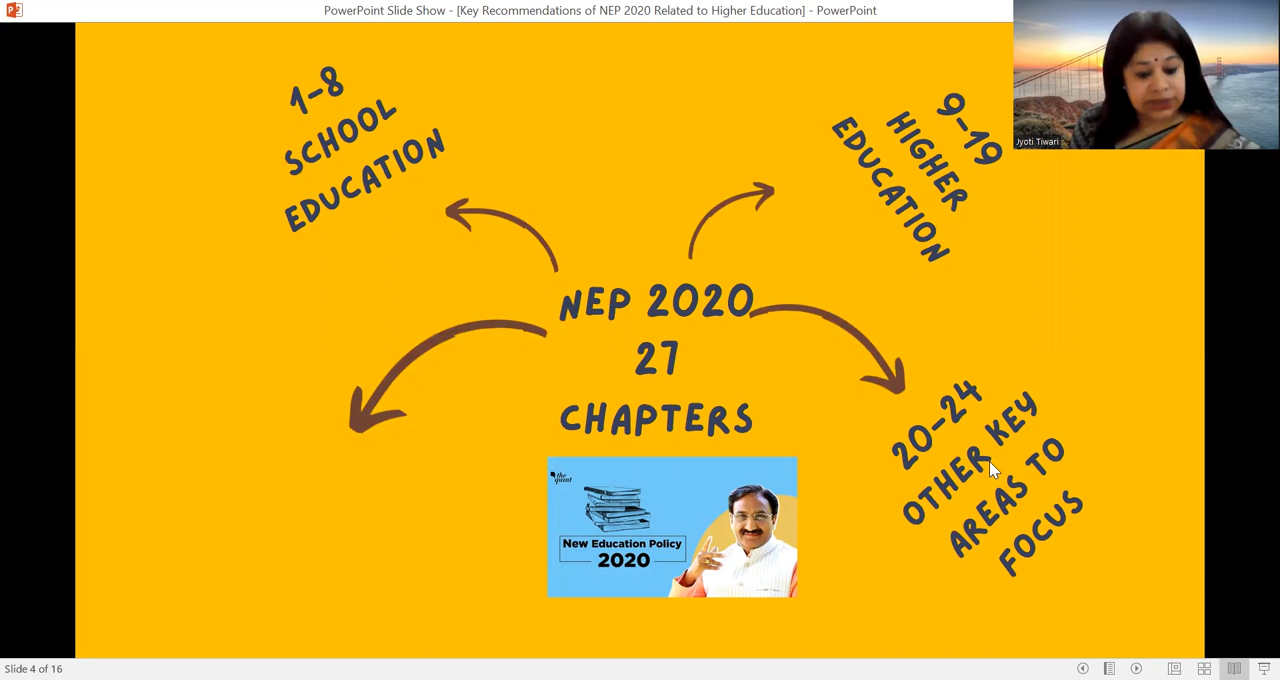 PowerPoint Slide Show - [Key Recommendations of NEP 2020 Related to Higher Education] - PowerPoint
Jyoti Tiwari
1-8
SCHOOL
EDUCATION
9-19
HIGHER
EDUCATION
NEP 2020
27
CHAPTERS
20-24
OTHER KEY
AREAS TO
FOCUS
the
quint
New Education Policy
2020
Slide 4 of 16